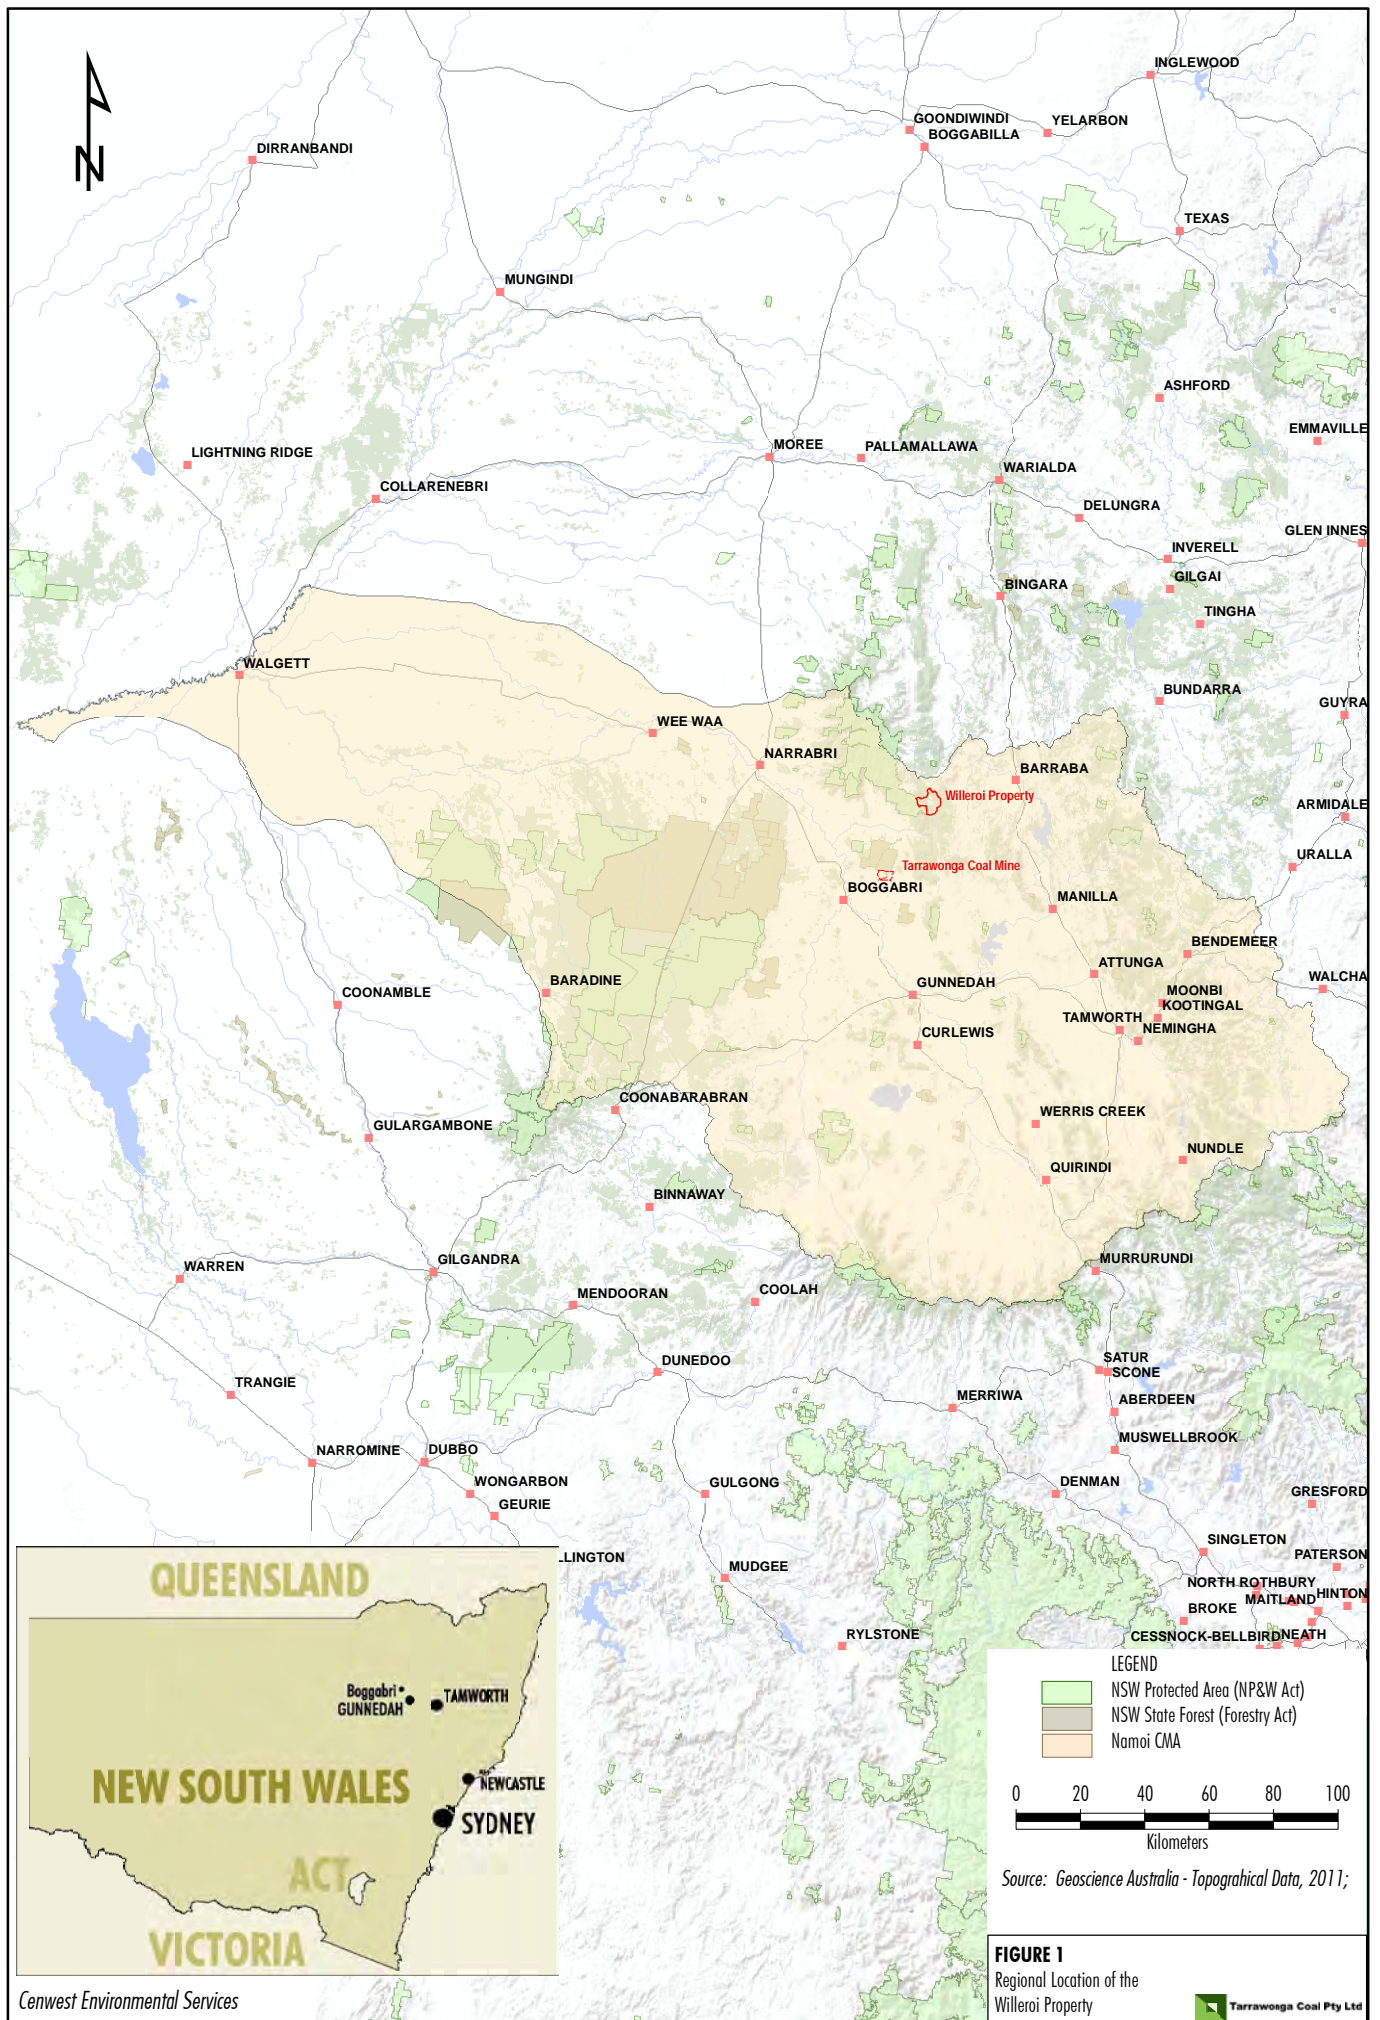 INGLEWOOD
GOONDIWINDI
YELARBON
BOGGABILLA
DIRRANBANDI
N
TEXAS
MUNGINDI
ASHFORD
EMMAVILLE
MOREE
PALLAMALLAWA
LIGHTNING RIDGE
WARIALDA
COLLARENEBRI
DELUNGRA
GLEN INNES
INVERELL
GILGAI
BINGARA
TINGHA
WALGETT
BUNDARRA
GUYRA
WEE WAA
NARRABRI
BARRABA
Willeroi Property
ARMIDALE
URALLA
Tarrawonga Coal Mine
BOGGABRI
MANILLA
BENDEMEER
ATTUNGA
WALCHA
BARADINE
GUNNEDAH
MOONBI
COONAMBLE
KOOTINGAL
TAMWORTH
NEMINGHA
CURLEWIS
COONABARABRAN
WERRIS CREEK
GULARGAMBONE
NUNDLE
QUIRINDI
BINNAWAY
GILGANDRA
MURRURUNDI
WARREN
MENDOORAN
COOLAH
DUNEDOO
SATUR
SCONE
TRANGIE
MERRIWA
ABERDEEN
MUSWELLBROOK
NARROMINE
DUBBO
WONGARBON
GULGONG
DENMAN
GRESFORD
GEURIE
SINGLETON
LLINGTON
PATERSON
MUDGEE
NORTH ROTHBURY
MAITLAND
HINTON
BROKE
RYLSTONE
CESSNOCK-BELLBIRD
NEATH
QUEENSLAND
Boggabri
GUNNEDAH
TAMWORTH
NEW SOUTH WALES
NEWCASTLE
SYDNEY
ACT
VICTORIA
LEGEND
NSW Protected Area (NP&W Act)
NSW State Forest (Forestry Act)
Namoi CMA
0 20 40 60 80 100
Kilometers
Source: Geoscience Australia - Topograhical Data, 2011;
FIGURE 1
Regional Location of the
Willeroi Property
Tarrawonga Coal Pty Ltd
Cenwest Environmental Services